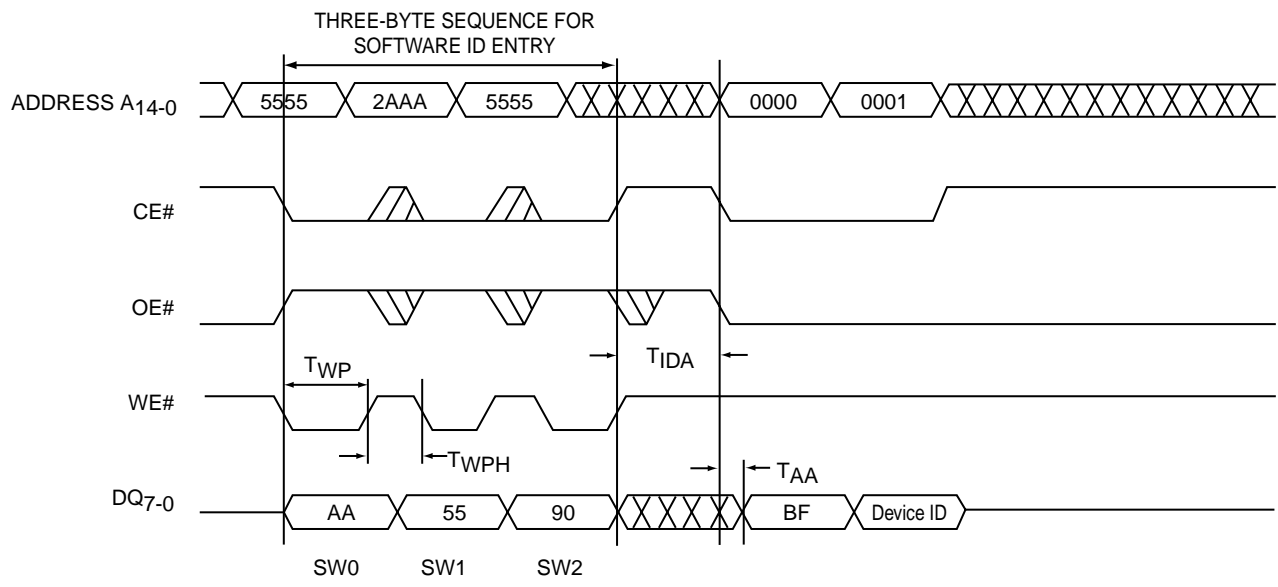 THREE-BYTE SEQUENCE FOR
SOFTWARE ID ENTRY
ADDRESS A14-0
5555
2AAA
5555
0000
0001
CE#
OE#
TIDA
TWP
WE#
TWPH
TAA
DQ7-0
AA
55
90
BF
Device ID
SW0
SW1
SW2